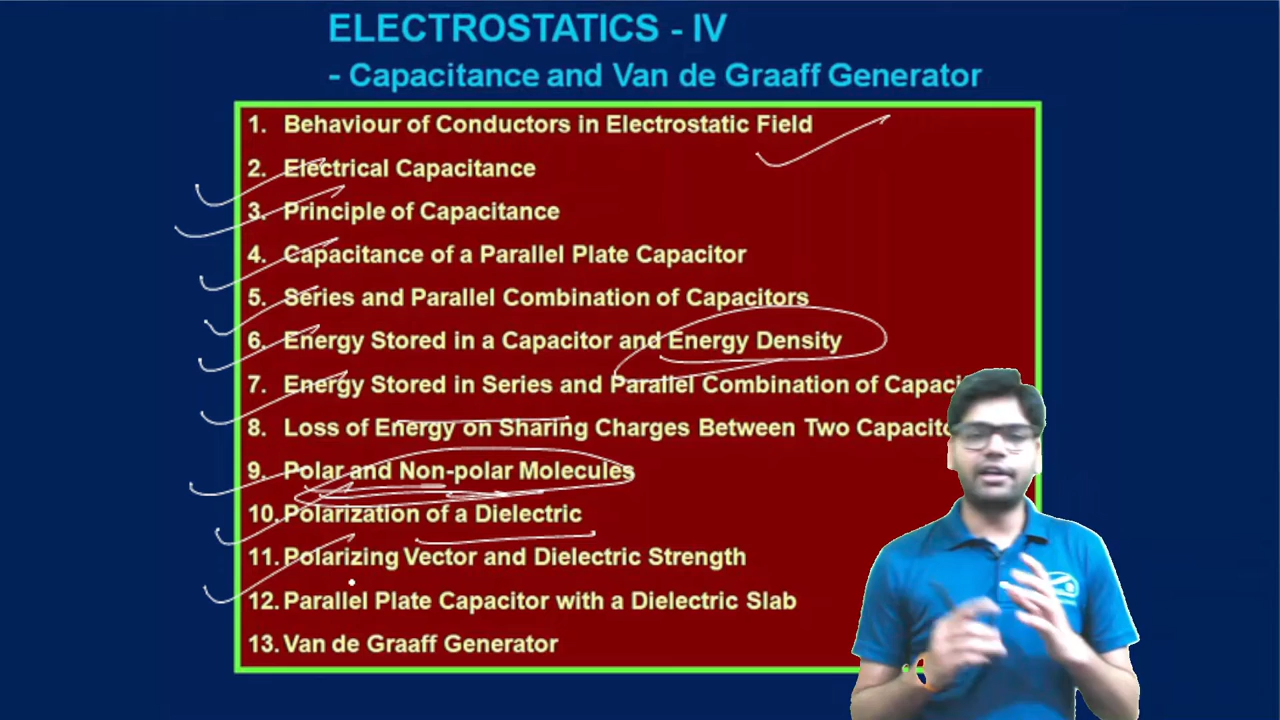 ELECTROSTATICS - IV
- Capacitance and Van de Graaff Generator
1. Behaviour of Conductors in Electrostatic Field
2. Electrical Capacitance
3. Principle of Capacitance
4. Capacitance of a Parallel Plate Capacitor
5. Series and Parallel Combination of Capacitors
6. Energy Stored in a Capacitor and Energy Density
7. Energy Stored in Series and Parallel Combination of
8. Loss of Energy on Sharing Charges Between Two
9. Polar and Non-polar Molecules
10. Polarization of a Dielectric
11. Polarizing Vector and Dielectric Strength
12. Parallel Plate Capacitor with a Dielectric Slab
13. Van de Graaff Generator